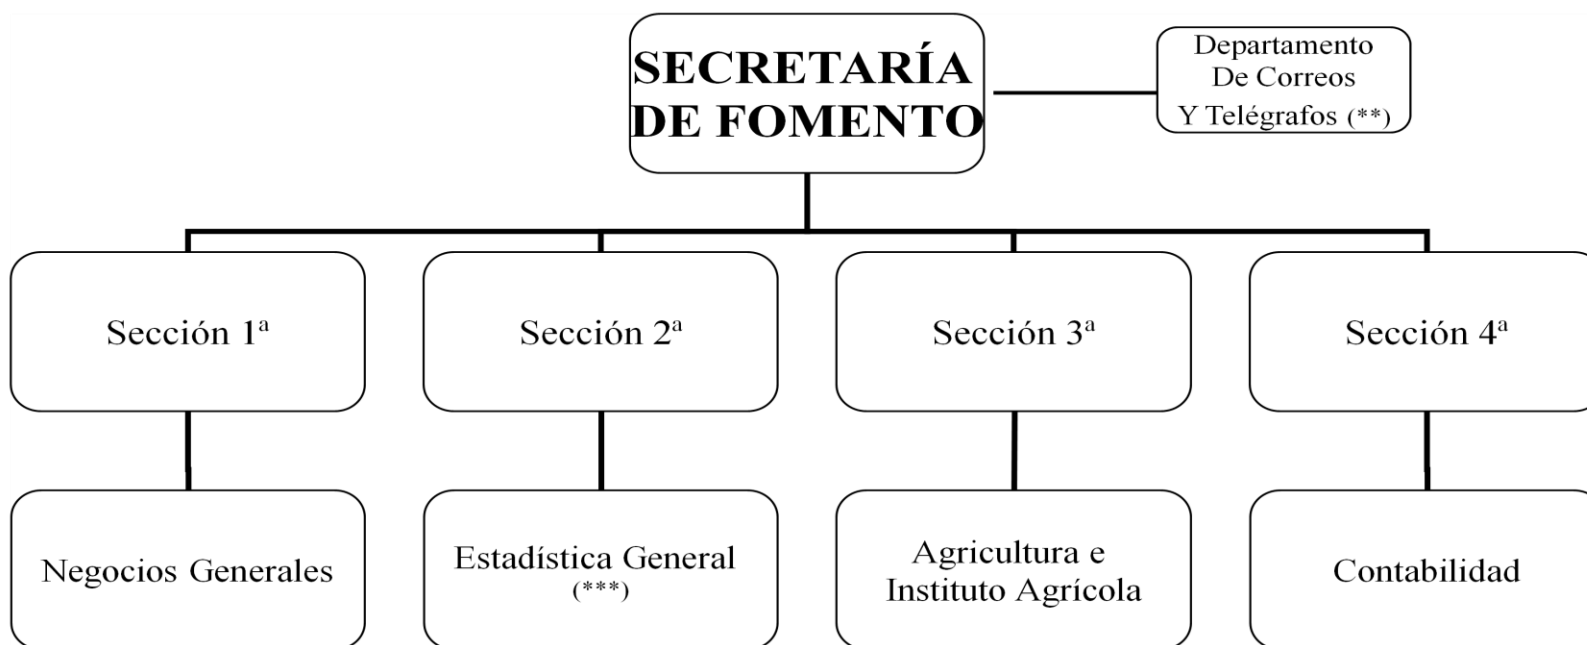 SECRETARÍA
DE FOMENTO
Departamento
De Correos
Y Telégrafos (**)
Sección 1ª
Sección 2ª
Sección 3ª
Sección 4ª
Negocios Generales
Estadística General
(***)
Agricultura e
Instituto Agrícola
Contabilidad